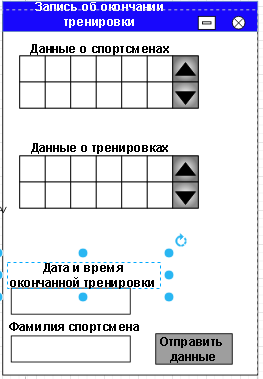 Запись об окончании
тренировки
Данные о спортсменах
Данные о тренировках
Дата и время
окончанной тренировки
Фамилия спортсмена
Отправить
данные